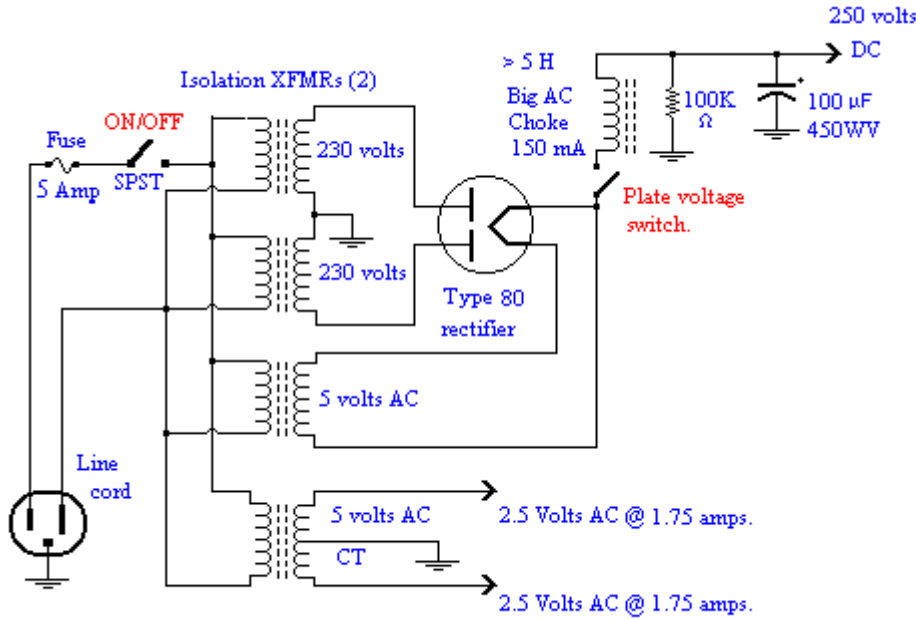 250 volts
DC
> 5 H
Big AC
Choke
150 mA
100K
Ω
100 µF
450WV
+
Isolation XFMRs (2)
ON/OFF
Fuse
5 Amp
SPST
230 volts
Plate voltage
switch.
230 volts
Type 80
rectifier
5 volts AC
Line
cord
5 volts AC
CT
2.5 Volts AC @ 1.75 amps.
2.5 Volts AC @ 1.75 amps.